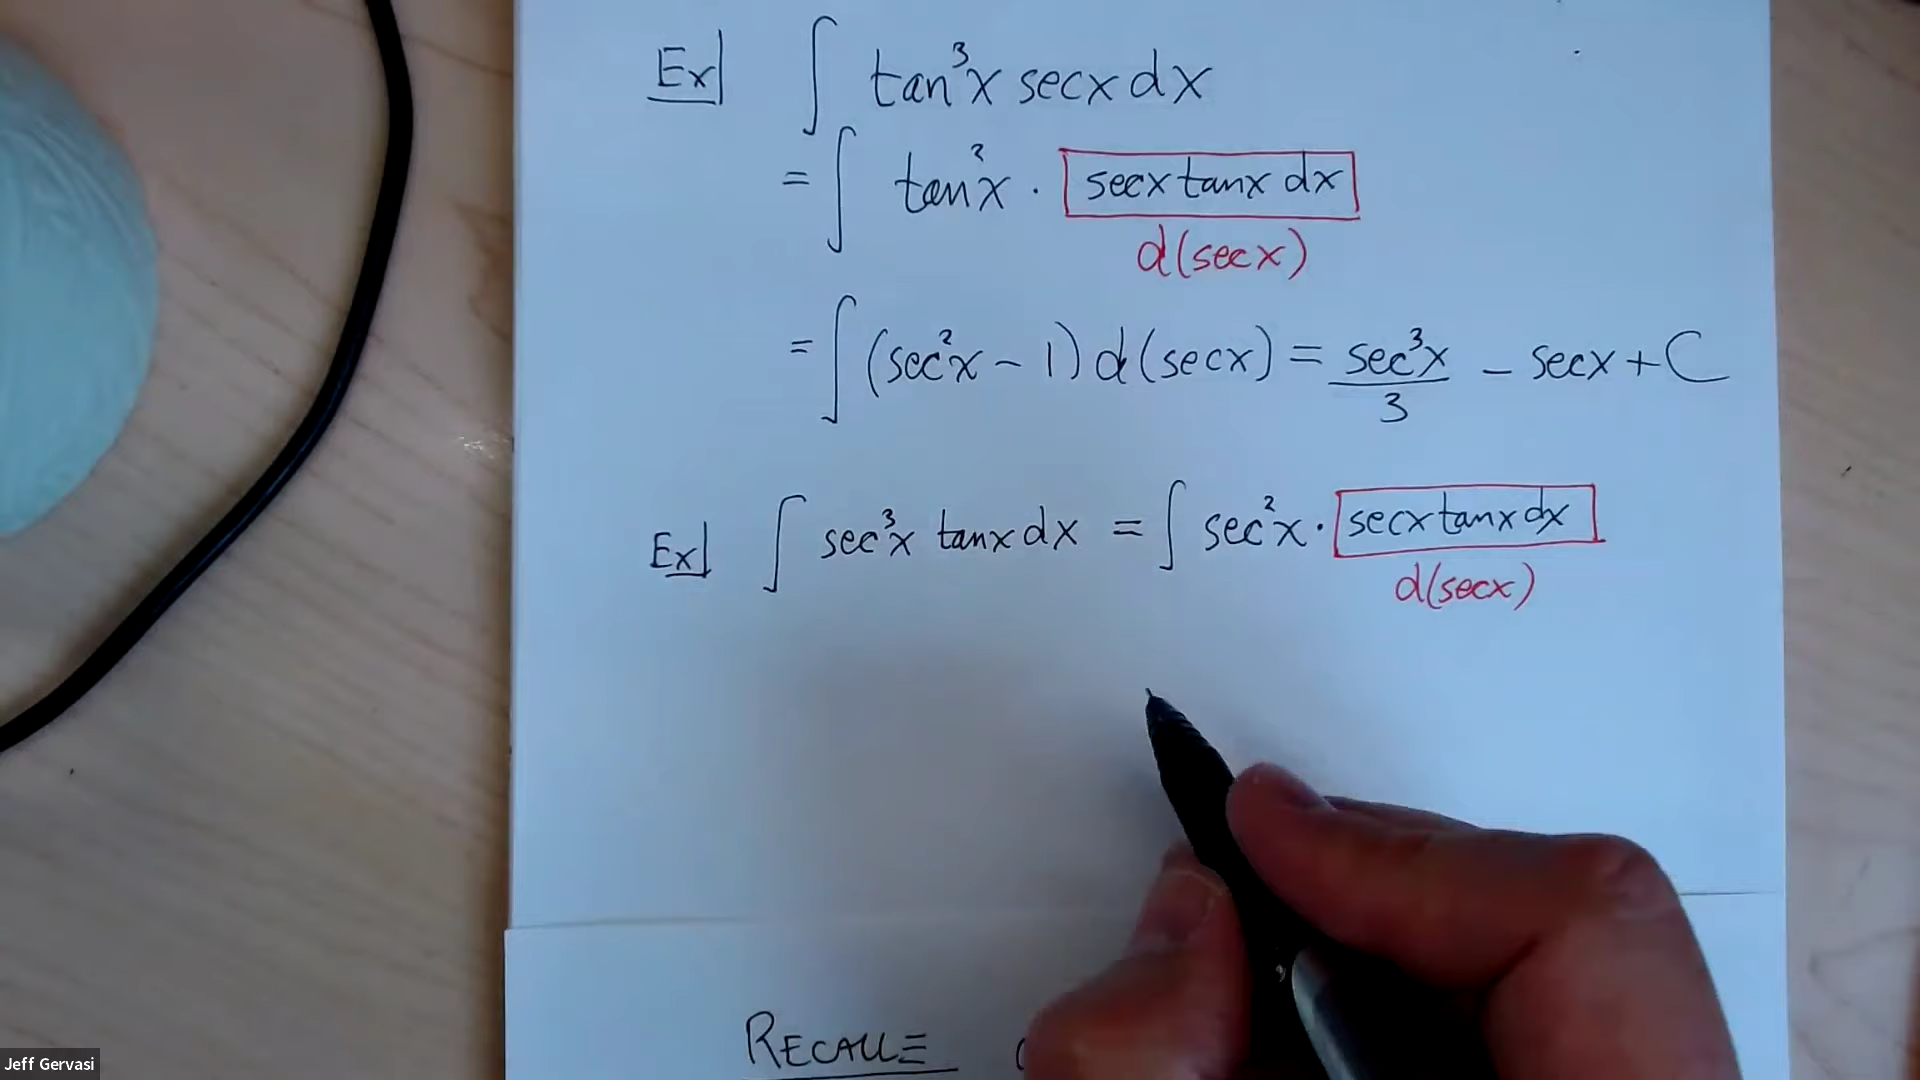 Ex| ∫ tan³x secx dx
= ∫ tan²x · secx tanx dx
d(secx)
= ∫ (sec²x − 1) d(secx) = sec³x/3 − secx + C
Ex| ∫ sec³x tanx dx = ∫ sec²x · secx tanx dx
d(secx)
RECALL
Jeff Gervasi